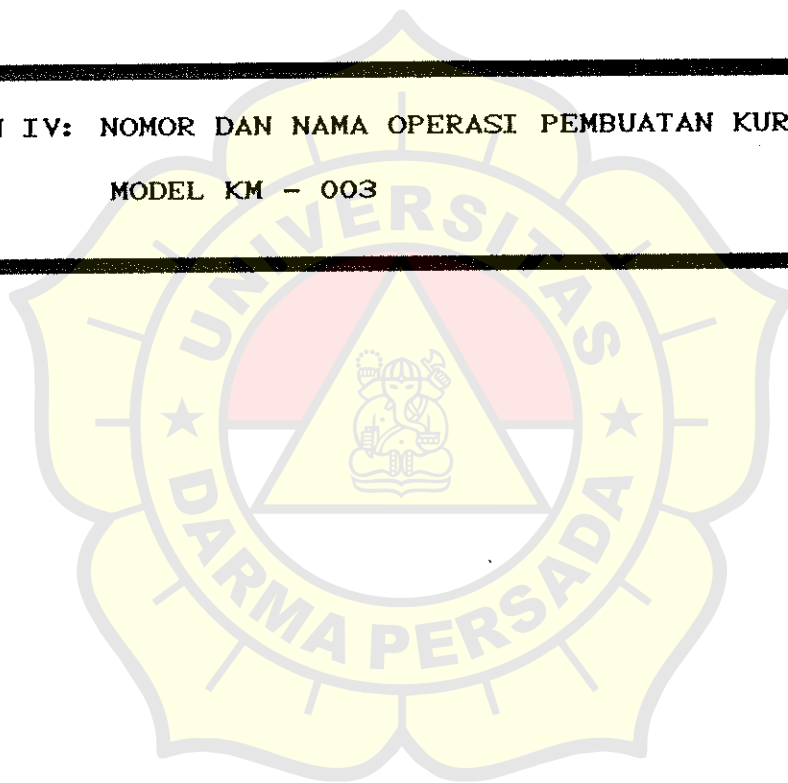 N IV: NOMOR DAN NAMA OPERASI PEMBUATAN KUR
MODEL KM - 003
UNIVERSITAS
DARMA PERSADA